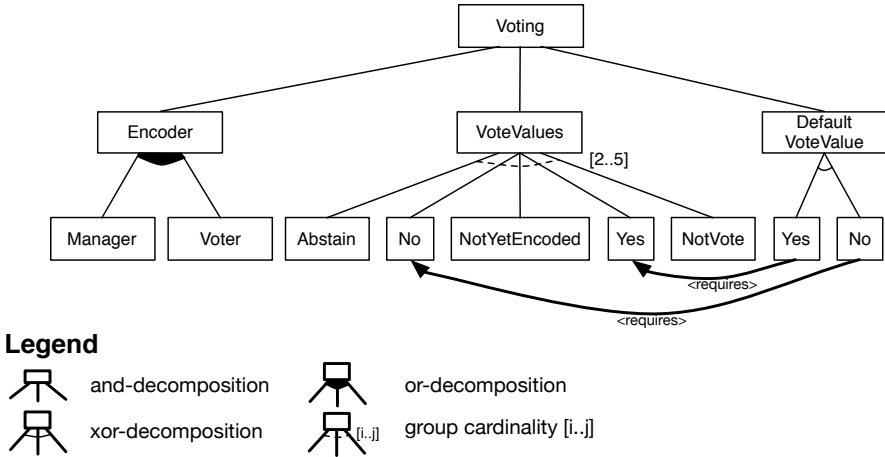 Voting
Encoder
VoteValues
Default
VoteValue
[2..5]
Manager
Voter
Abstain
No
NotYetEncoded
Yes
NotVote
Yes
No
<requires>
<requires>
Legend
and-decomposition
or-decomposition
xor-decomposition
[i..j]
group cardinality [i..j]